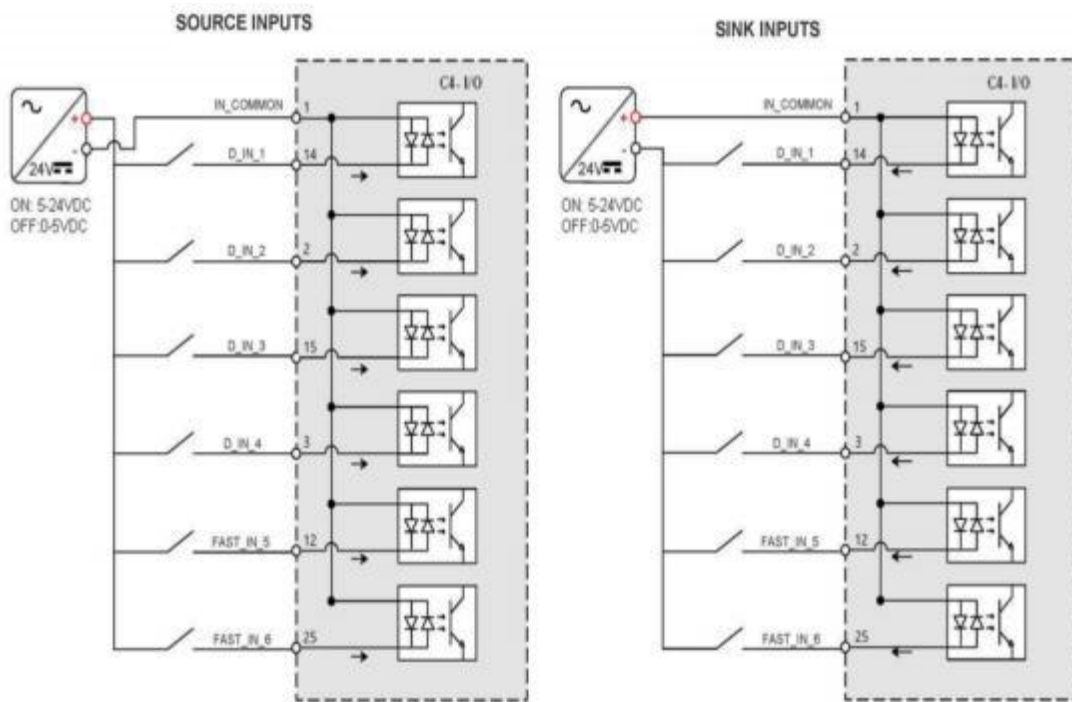 SOURCE INPUTS
C4-I/O
IN_COMMON 1
+
-
24V
D_IN_1 14
ON: 5-24VDC
OFF:0-5VDC
D_IN_2 2
D_IN_3 15
D_IN_4 3
FAST_IN_5 12
FAST_IN_6 25
SINK INPUTS
C4-I/O
IN_COMMON 1
+
-
24V
D_IN_1 14
ON: 5-24VDC
OFF:0-5VDC
D_IN_2 2
D_IN_3 15
D_IN_4 3
FAST_IN_5 12
FAST_IN_6 25